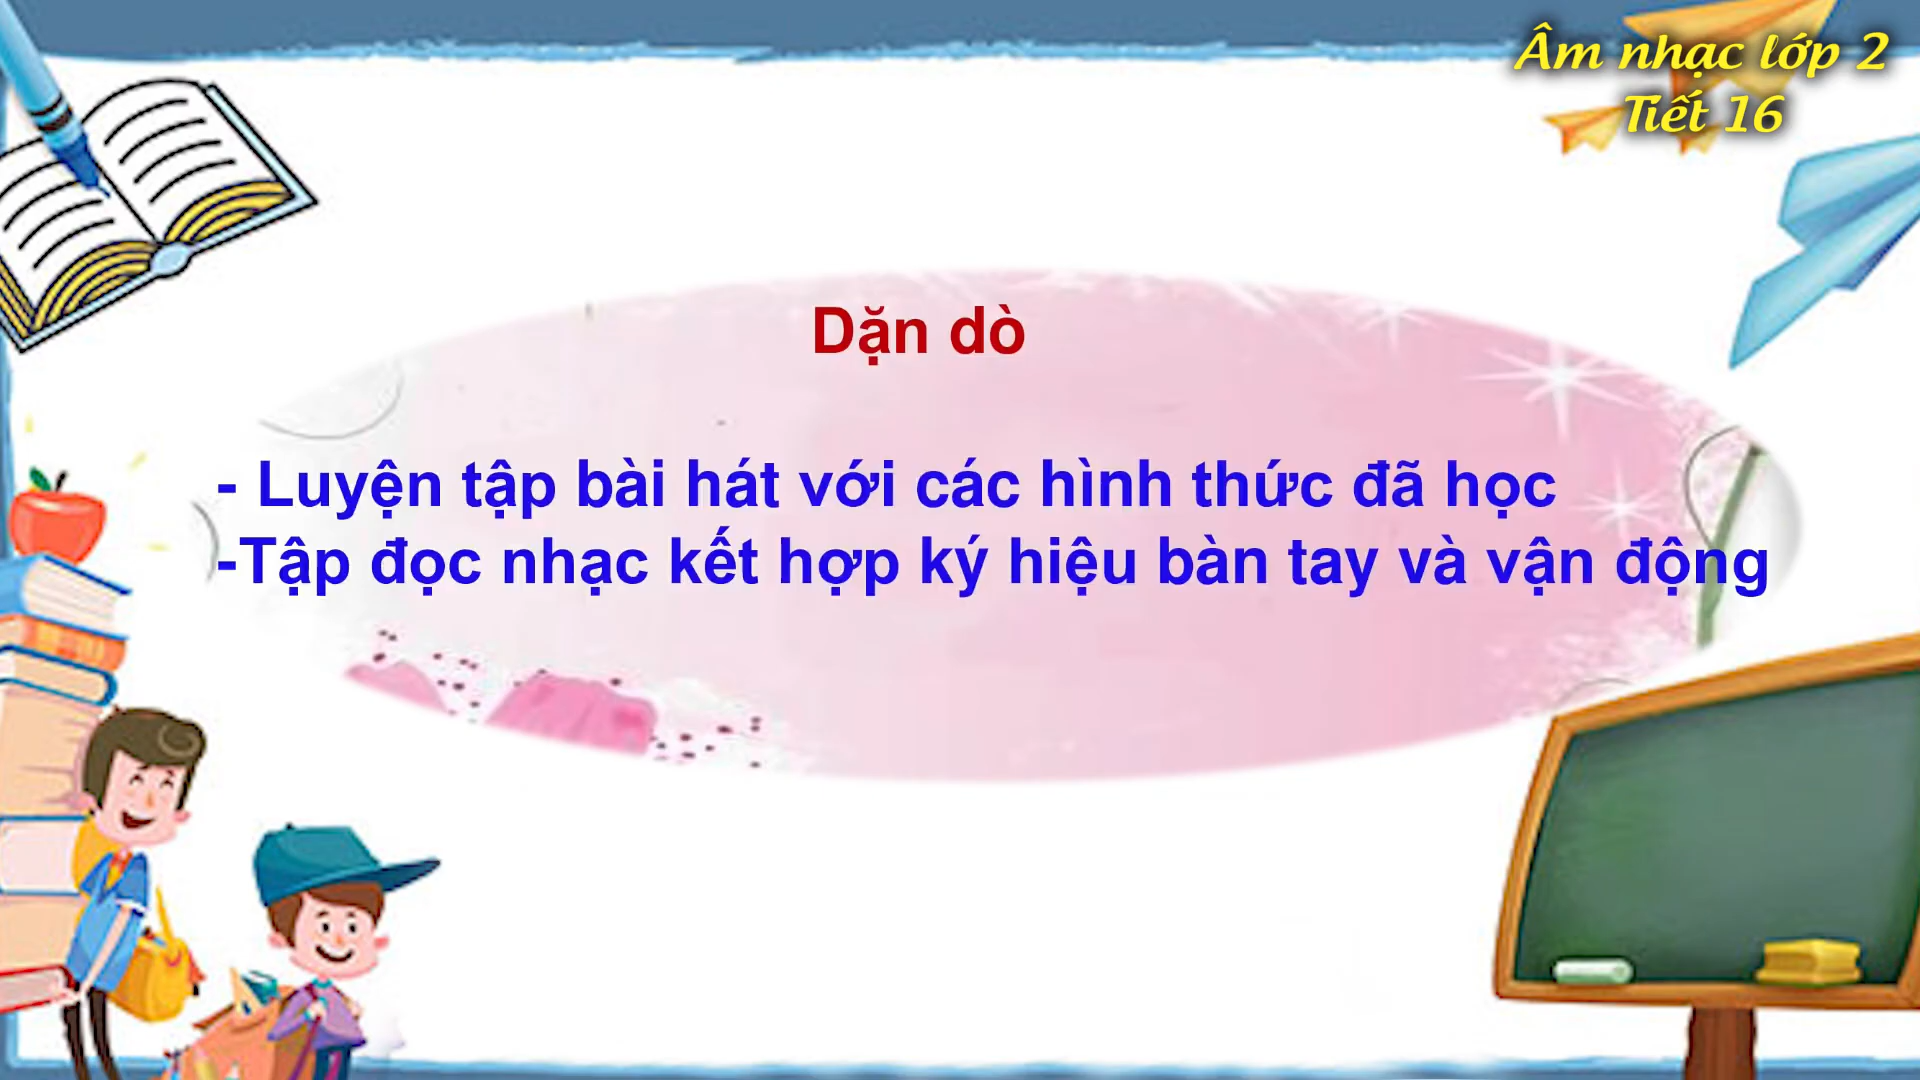 Âm nhạc lớp 2
Tiết 16
Dặn dò
- Luyện tập bài hát với các hình thức đã học
-Tập đọc nhạc kết hợp ký hiệu bàn tay và vận động